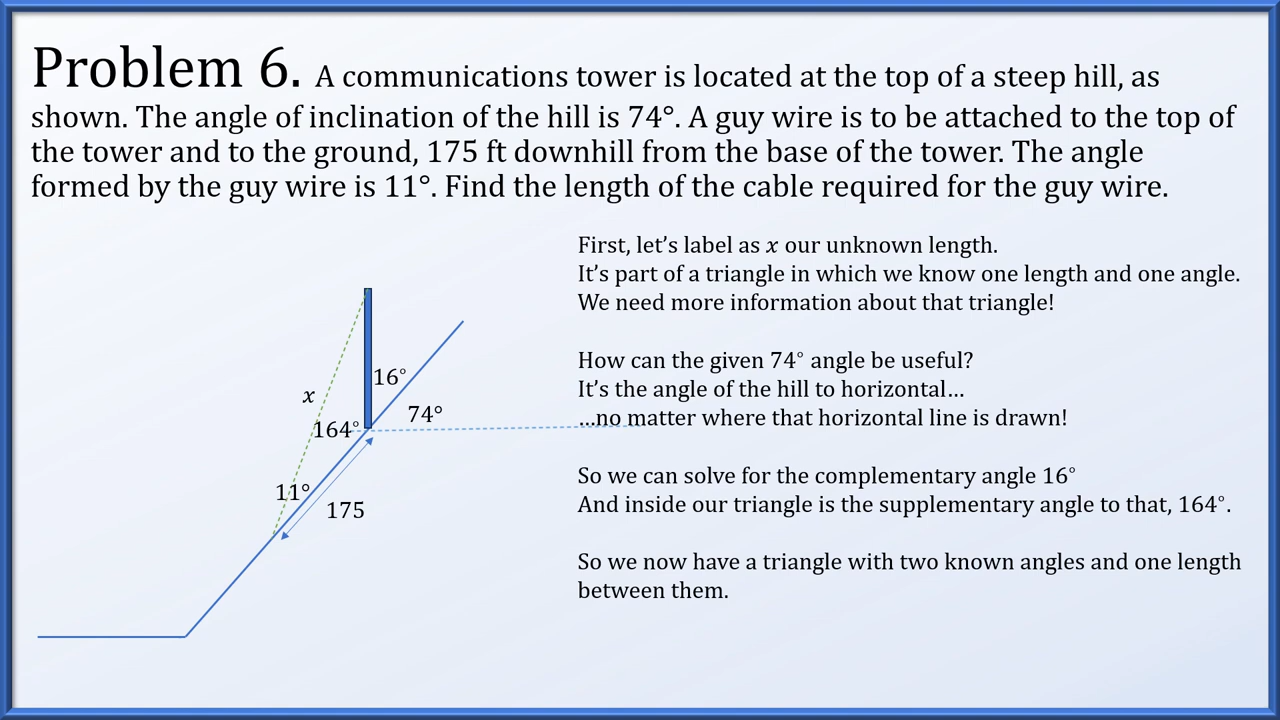 Problem 6. A communications tower is located at the top of a steep hill, as
shown. The angle of inclination of the hill is 74°. A guy wire is to be attached to the top of
the tower and to the ground, 175 ft downhill from the base of the tower. The angle
formed by the guy wire is 11°. Find the length of the cable required for the guy wire.
First, let’s label as x our unknown length.
It’s part of a triangle in which we know one length and one angle.
We need more information about that triangle!
How can the given 74° angle be useful?
It’s the angle of the hill to horizontal…
…no matter where that horizontal line is drawn!
So we can solve for the complementary angle 16°
And inside our triangle is the supplementary angle to that, 164°.
So we now have a triangle with two known angles and one length
between them.
16°
x
74°
164°
11°
175